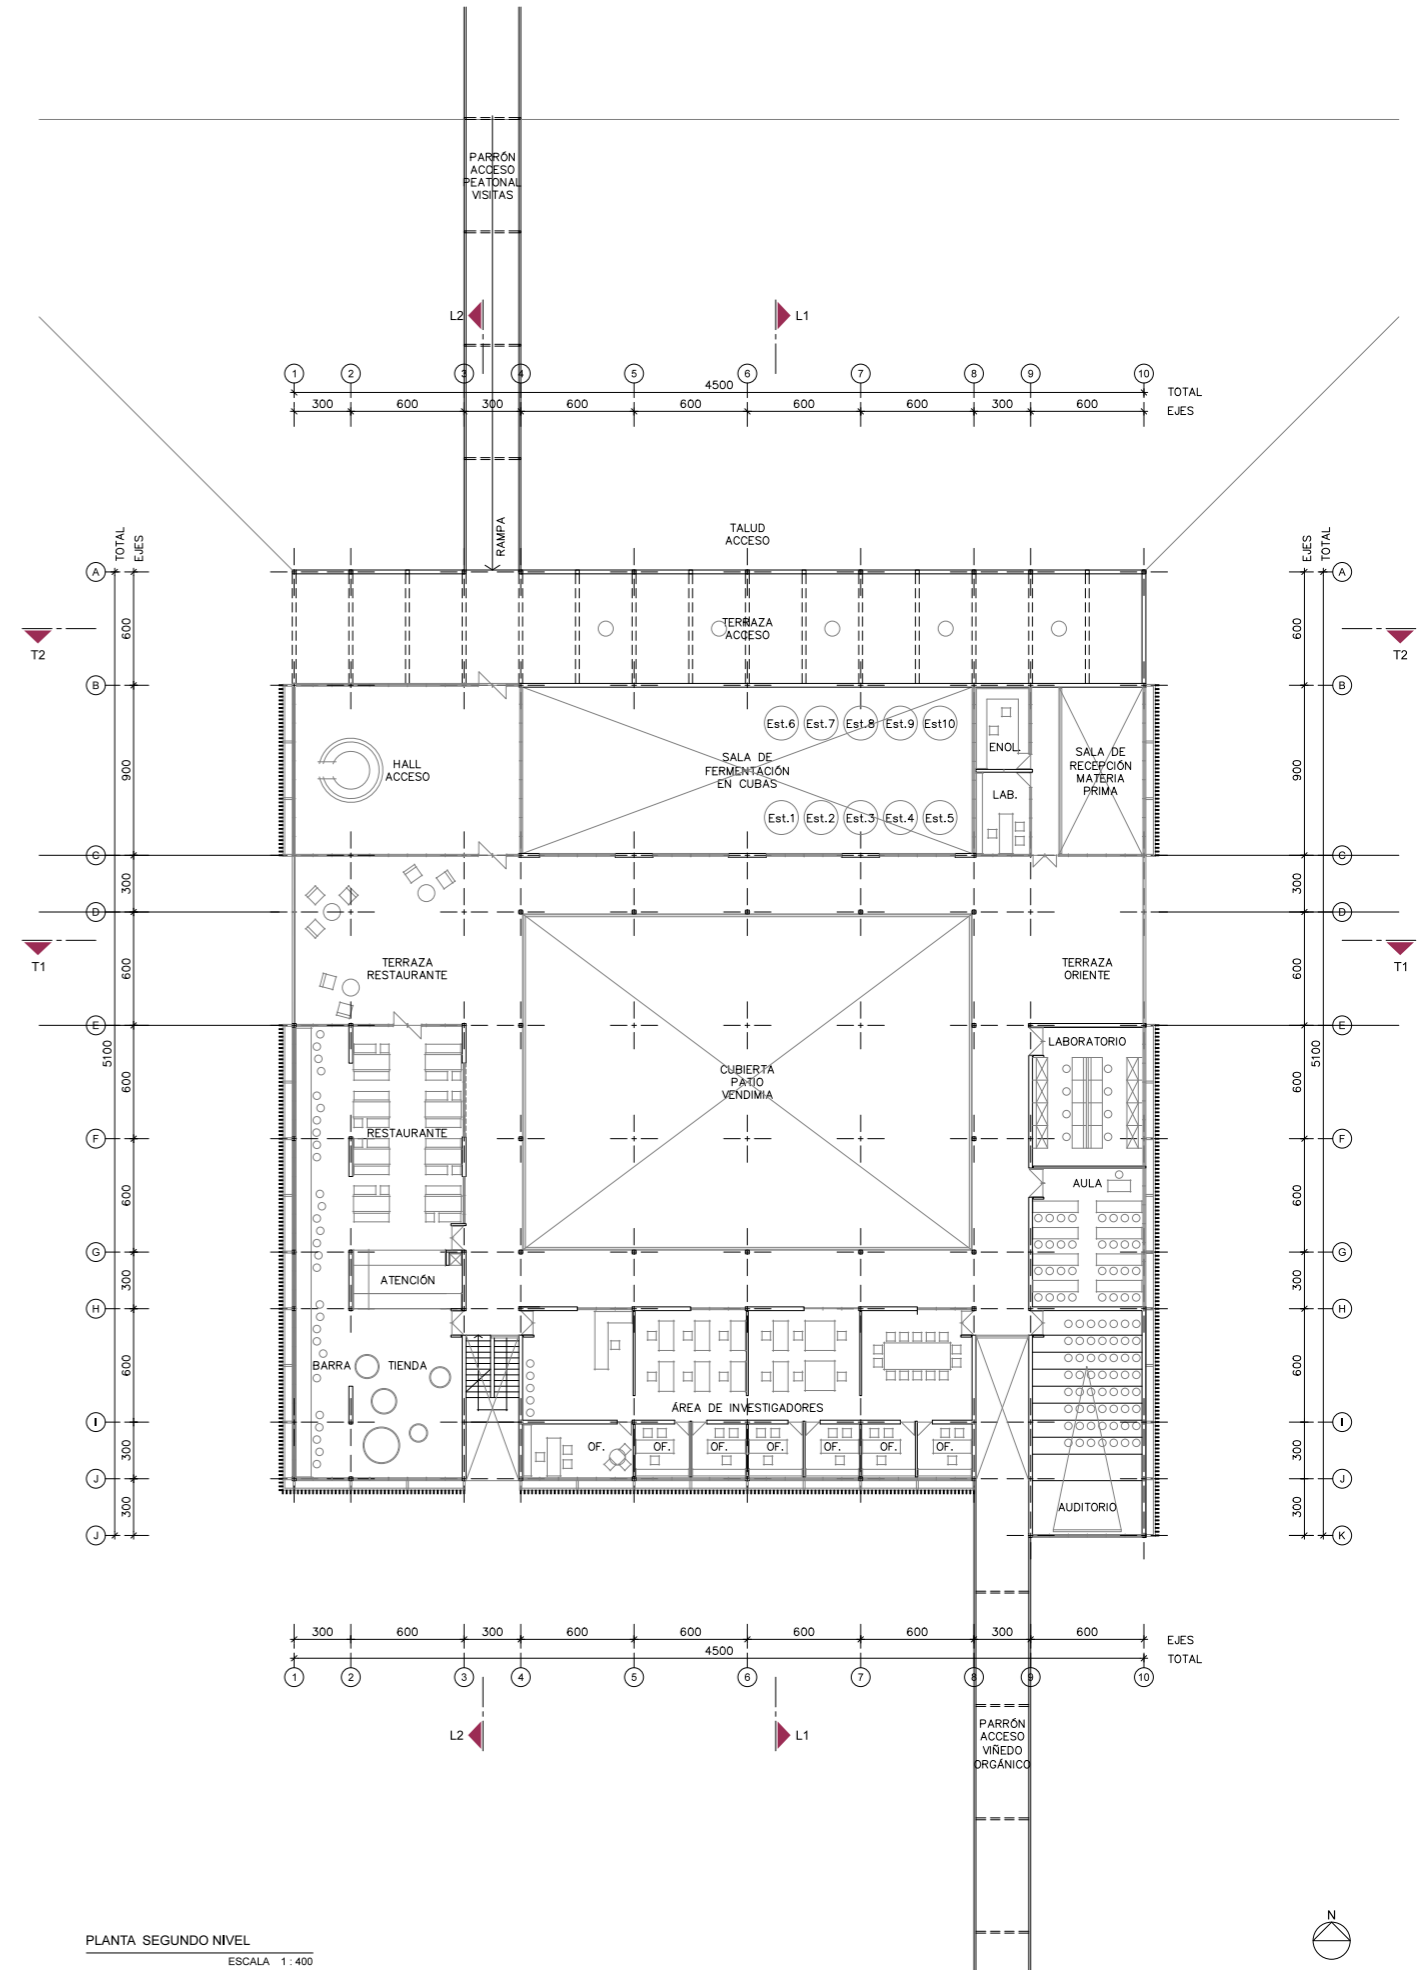 PARRÓN
ACCESO
PEATONAL
VISITAS
L2
L1
1
2
3
4
5
6
7
8
9
10
4500
TOTAL
300
600
300
600
600
600
600
300
600
EJES
RAMPA
TALUD
ACCESO
TOTAL
EJES
EJES
TOTAL
A
A
600
TERRAZA
ACCESO
600
T2
T2
B
B
Est.6
Est.7
Est.8
Est.9
Est10
ENOL.
900
HALL
ACCESO
SALA DE
FERMENTACIÓN
EN CUBAS
SALA DE
RECEPCIÓN
MATERIA
PRIMA
900
LAB.
Est.1
Est.2
Est.3
Est.4
Est.5
C
C
300
300
D
D
T1
600
TERRAZA
RESTAURANTE
TERRAZA
ORIENTE
600
T1
E
E
5100
600
LABORATORIO
600
5100
CUBIERTA
PATIO
VENDIMIA
RESTAURANTE
F
F
600
AULA
600
G
G
300
ATENCIÓN
300
H
H
600
BARRA
TIENDA
600
ÁREA DE INVESTIGADORES
I
I
300
OF.
OF.
OF.
OF.
OF.
OF.
OF.
300
J
J
300
AUDITORIO
300
J
K
300
600
300
600
600
600
600
300
600
EJES
4500
TOTAL
1
2
3
4
5
6
7
8
9
10
L2
L1
PARRÓN
ACCESO
VIÑEDO
ORGÁNICO
N
PLANTA SEGUNDO NIVEL
ESCALA 1 : 400